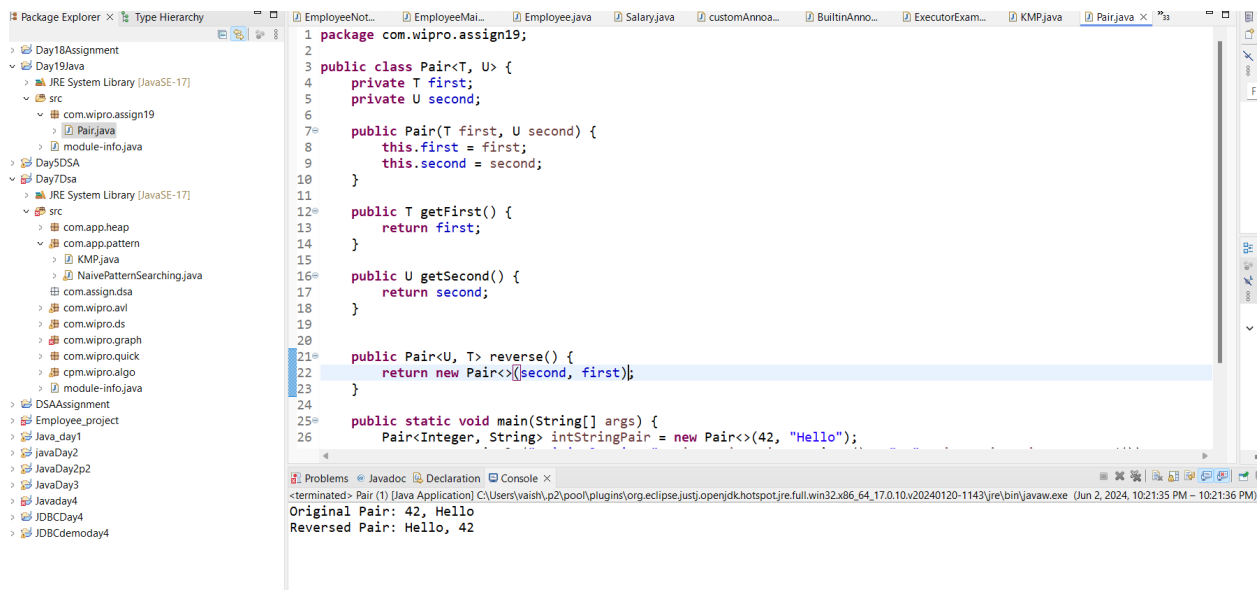 Package Explorer × Type Hierarchy
Day18Assignment
Day19Java
JRE System Library [JavaSE-17]
src
com.wipro.assign19
Pair.java
module-info.java
Day5DSA
Day7Dsa
JRE System Library [JavaSE-17]
src
com.app.heap
com.app.pattern
KMP.java
NaivePatternSearching.java
com.assign.dsa
com.wipro.avl
com.wipro.ds
com.wipro.graph
com.wipro.quick
cpm.wipro.algo
module-info.java
DSAAssignment
Employee_project
Java_day1
javaDay2
JavaDay2p2
JavaDay3
Javaday4
JDBCDay4
JDBCdemoday4
EmployeeNot... EmployeeMai... Employee.java Salary.java customAnnoa... BuiltinAnno... ExecutorExam... KMP.java Pair.java × »33
1 package com.wipro.assign19;
2
3 public class Pair<T, U> {
4     private T first;
5     private U second;
6
7     public Pair(T first, U second) {
8         this.first = first;
9         this.second = second;
10     }
11
12     public T getFirst() {
13         return first;
14     }
15
16     public U getSecond() {
17         return second;
18     }
19
20
21     public Pair<U, T> reverse() {
22         return new Pair<>(second, first);
23     }
24
25     public static void main(String[] args) {
26         Pair<Integer, String> intStringPair = new Pair<>(42, "Hello");
Problems Javadoc Declaration Console ×
<terminated> Pair (1) [Java Application] C:\Users\vaish\.p2\pool\plugins\org.eclipse.justj.openjdk.hotspot.jre.full.win32.x86_64_17.0.10.v20240120-1143\jre\bin\javaw.exe (Jun 2, 2024, 10:21:35 PM – 10:21:36 PM)
Original Pair: 42, Hello
Reversed Pair: Hello, 42